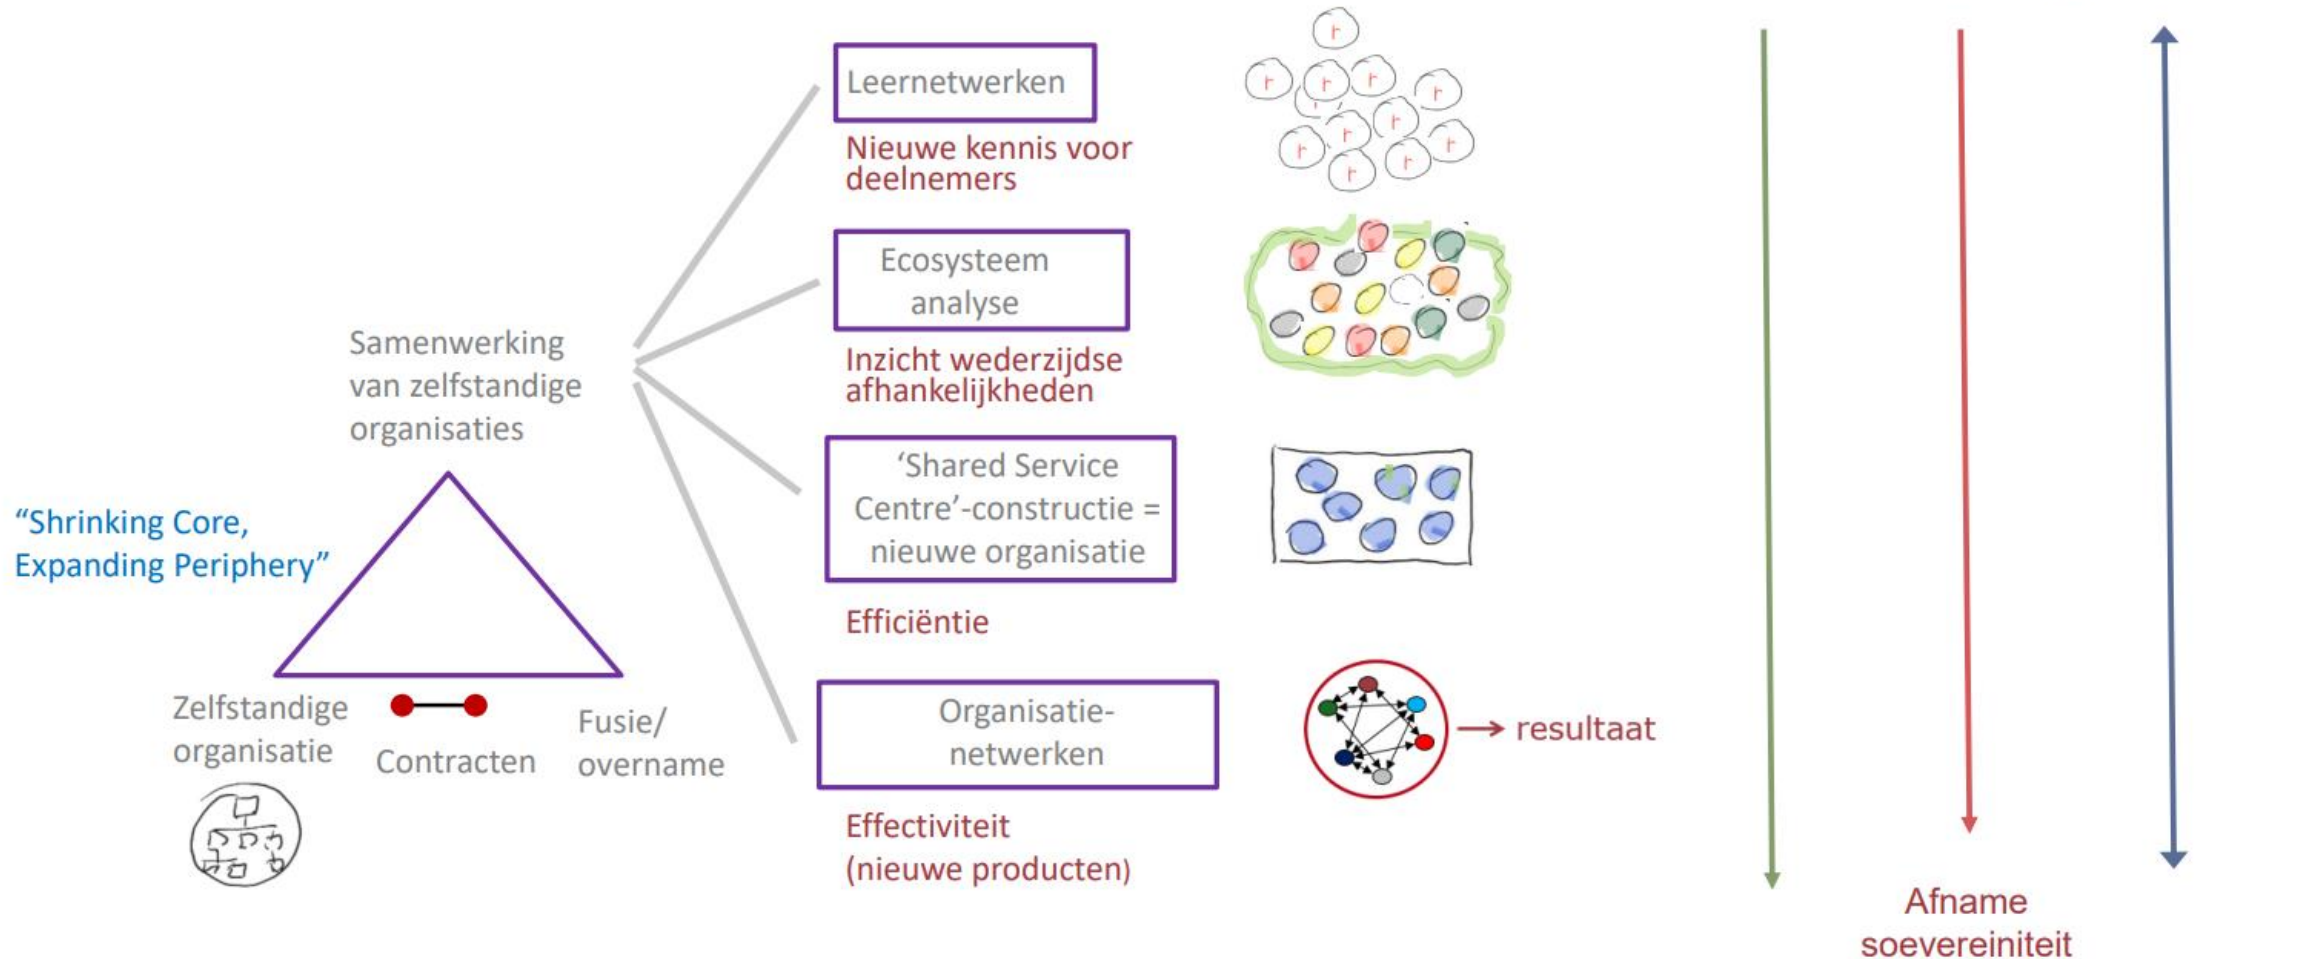 Leernetwerken
Nieuwe kennis voor
deelnemers
Ecosysteem
analyse
Inzicht wederzijdse
afhankelijkheden
‘Shared Service
Centre’-constructie =
nieuwe organisatie
Efficiëntie
Organisatie-
netwerken
Effectiviteit
(nieuwe producten)
Samenwerking
van zelfstandige
organisaties
“Shrinking Core,
Expanding Periphery”
Zelfstandige
organisatie
Contracten
Fusie/
overname
r
r
r
r
r
r
r
r
r
r
r
resultaat
Afname
soevereiniteit